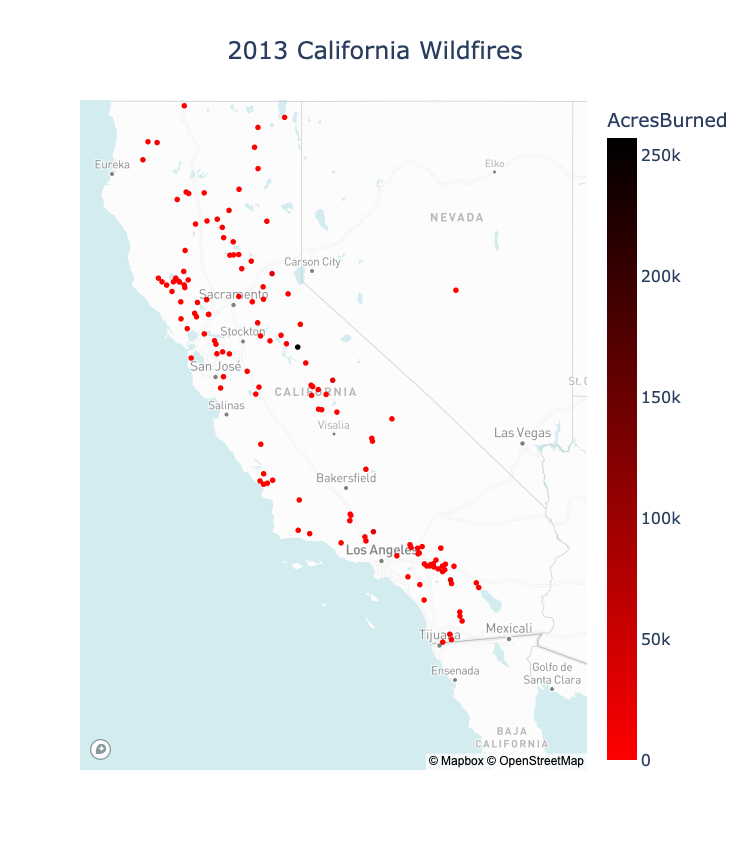 2013 California Wildfires
AcresBurned
250k
200k
150k
100k
50k
0
Eureka
Elko
NEVADA
Carson City
Sacramento
Stockton
San José
CALIFORNIA
St. G
Salinas
Visalia
Las Vegas
Bakersfield
Los Angeles
Tijuana
Mexicali
Ensenada
Golfo de
Santa Clara
BAJA
CALIFORNIA
© Mapbox © OpenStreetMap